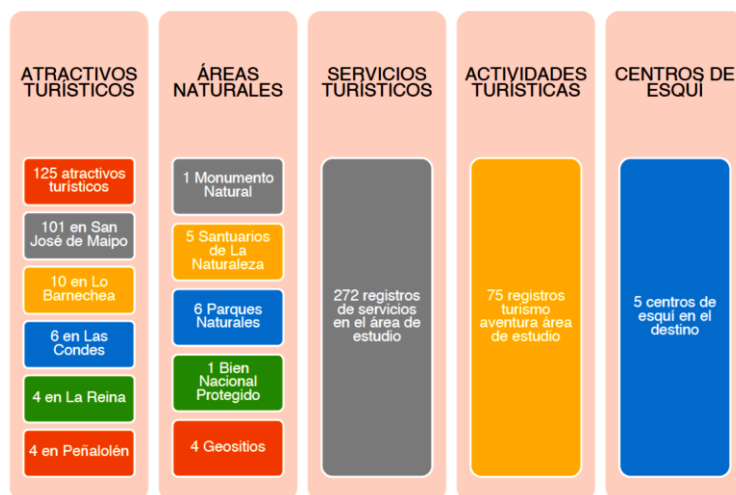 ATRACTIVOS
TURÍSTICOS
125 atractivos
turísticos
101 en San
José de Maipo
10 en Lo
Barnechea
6 en Las
Condes
4 en La Reina
4 en Peñalolén
ÁREAS
NATURALES
1 Monumento
Natural
5 Santuarios
de La
Naturaleza
6 Parques
Naturales
1 Bien
Nacional
Protegido
4 Geositios
SERVICIOS
TURÍSTICOS
272 registros
de servicios
en el área de
estudio
ACTIVIDADES
TURÍSTICAS
75 registros
turismo
aventura área
de estudio
CENTROS DE
ESQUÍ
5 centros de
esquí en el
destino